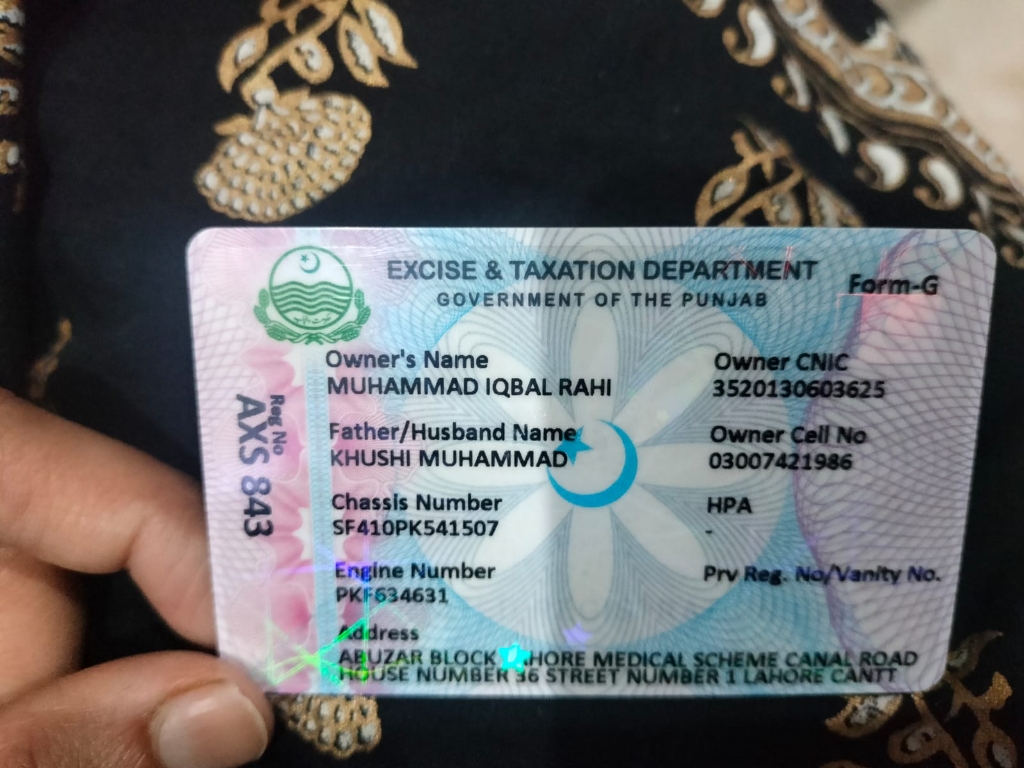 EXCISE & TAXATION DEPARTMENT
GOVERNMENT OF THE PUNJAB
Form-G
Reg No
AXS 843
Owner's Name
MUHAMMAD IQBAL RAHI
Owner CNIC
3520130603625
Father/Husband Name
KHUSHI MUHAMMAD
Owner Cell No
03007421986
Chassis Number
SF410PK541507
HPA
-
Engine Number
PKF634631
Prv Reg. No/Vanity No.
Address
ABUZAR BLOCK LAHORE MEDICAL SCHEME CANAL ROAD
HOUSE NUMBER 36 STREET NUMBER 1 LAHORE CANTT